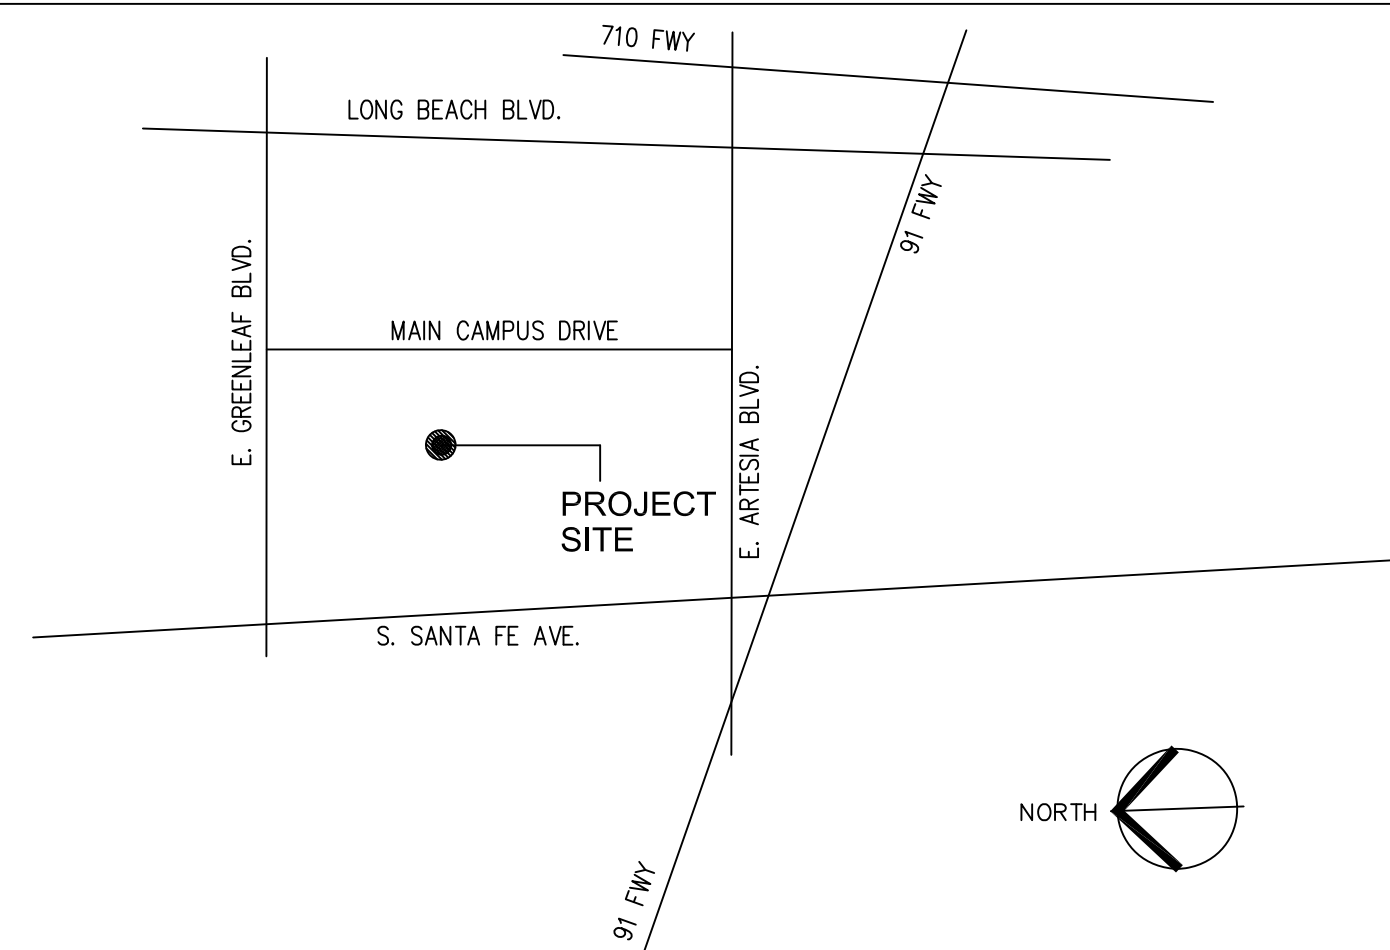 710 FWY
LONG BEACH BLVD.
91 FWY
E. GREENLEAF BLVD.
MAIN CAMPUS DRIVE
E. ARTESIA BLVD.
PROJECT
SITE
S. SANTA FE AVE.
NORTH
91 FWY